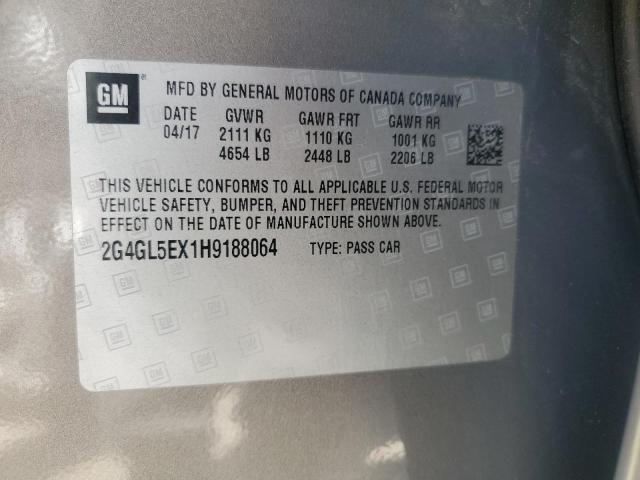 GM
MFD BY GENERAL MOTORS OF CANADA COMPANY
DATE GVWR GAWR FRT GAWR RR
04/17 2111 KG 1110 KG 1001 KG
4654 LB 2448 LB 2206 LB
THIS VEHICLE CONFORMS TO ALL APPLICABLE U.S. FEDERAL MOTOR
VEHICLE SAFETY, BUMPER, AND THEFT PREVENTION STANDARDS IN
EFFECT ON THE DATE OF MANUFACTURE SHOWN ABOVE.
2G4GL5EX1H9188064 TYPE: PASS CAR